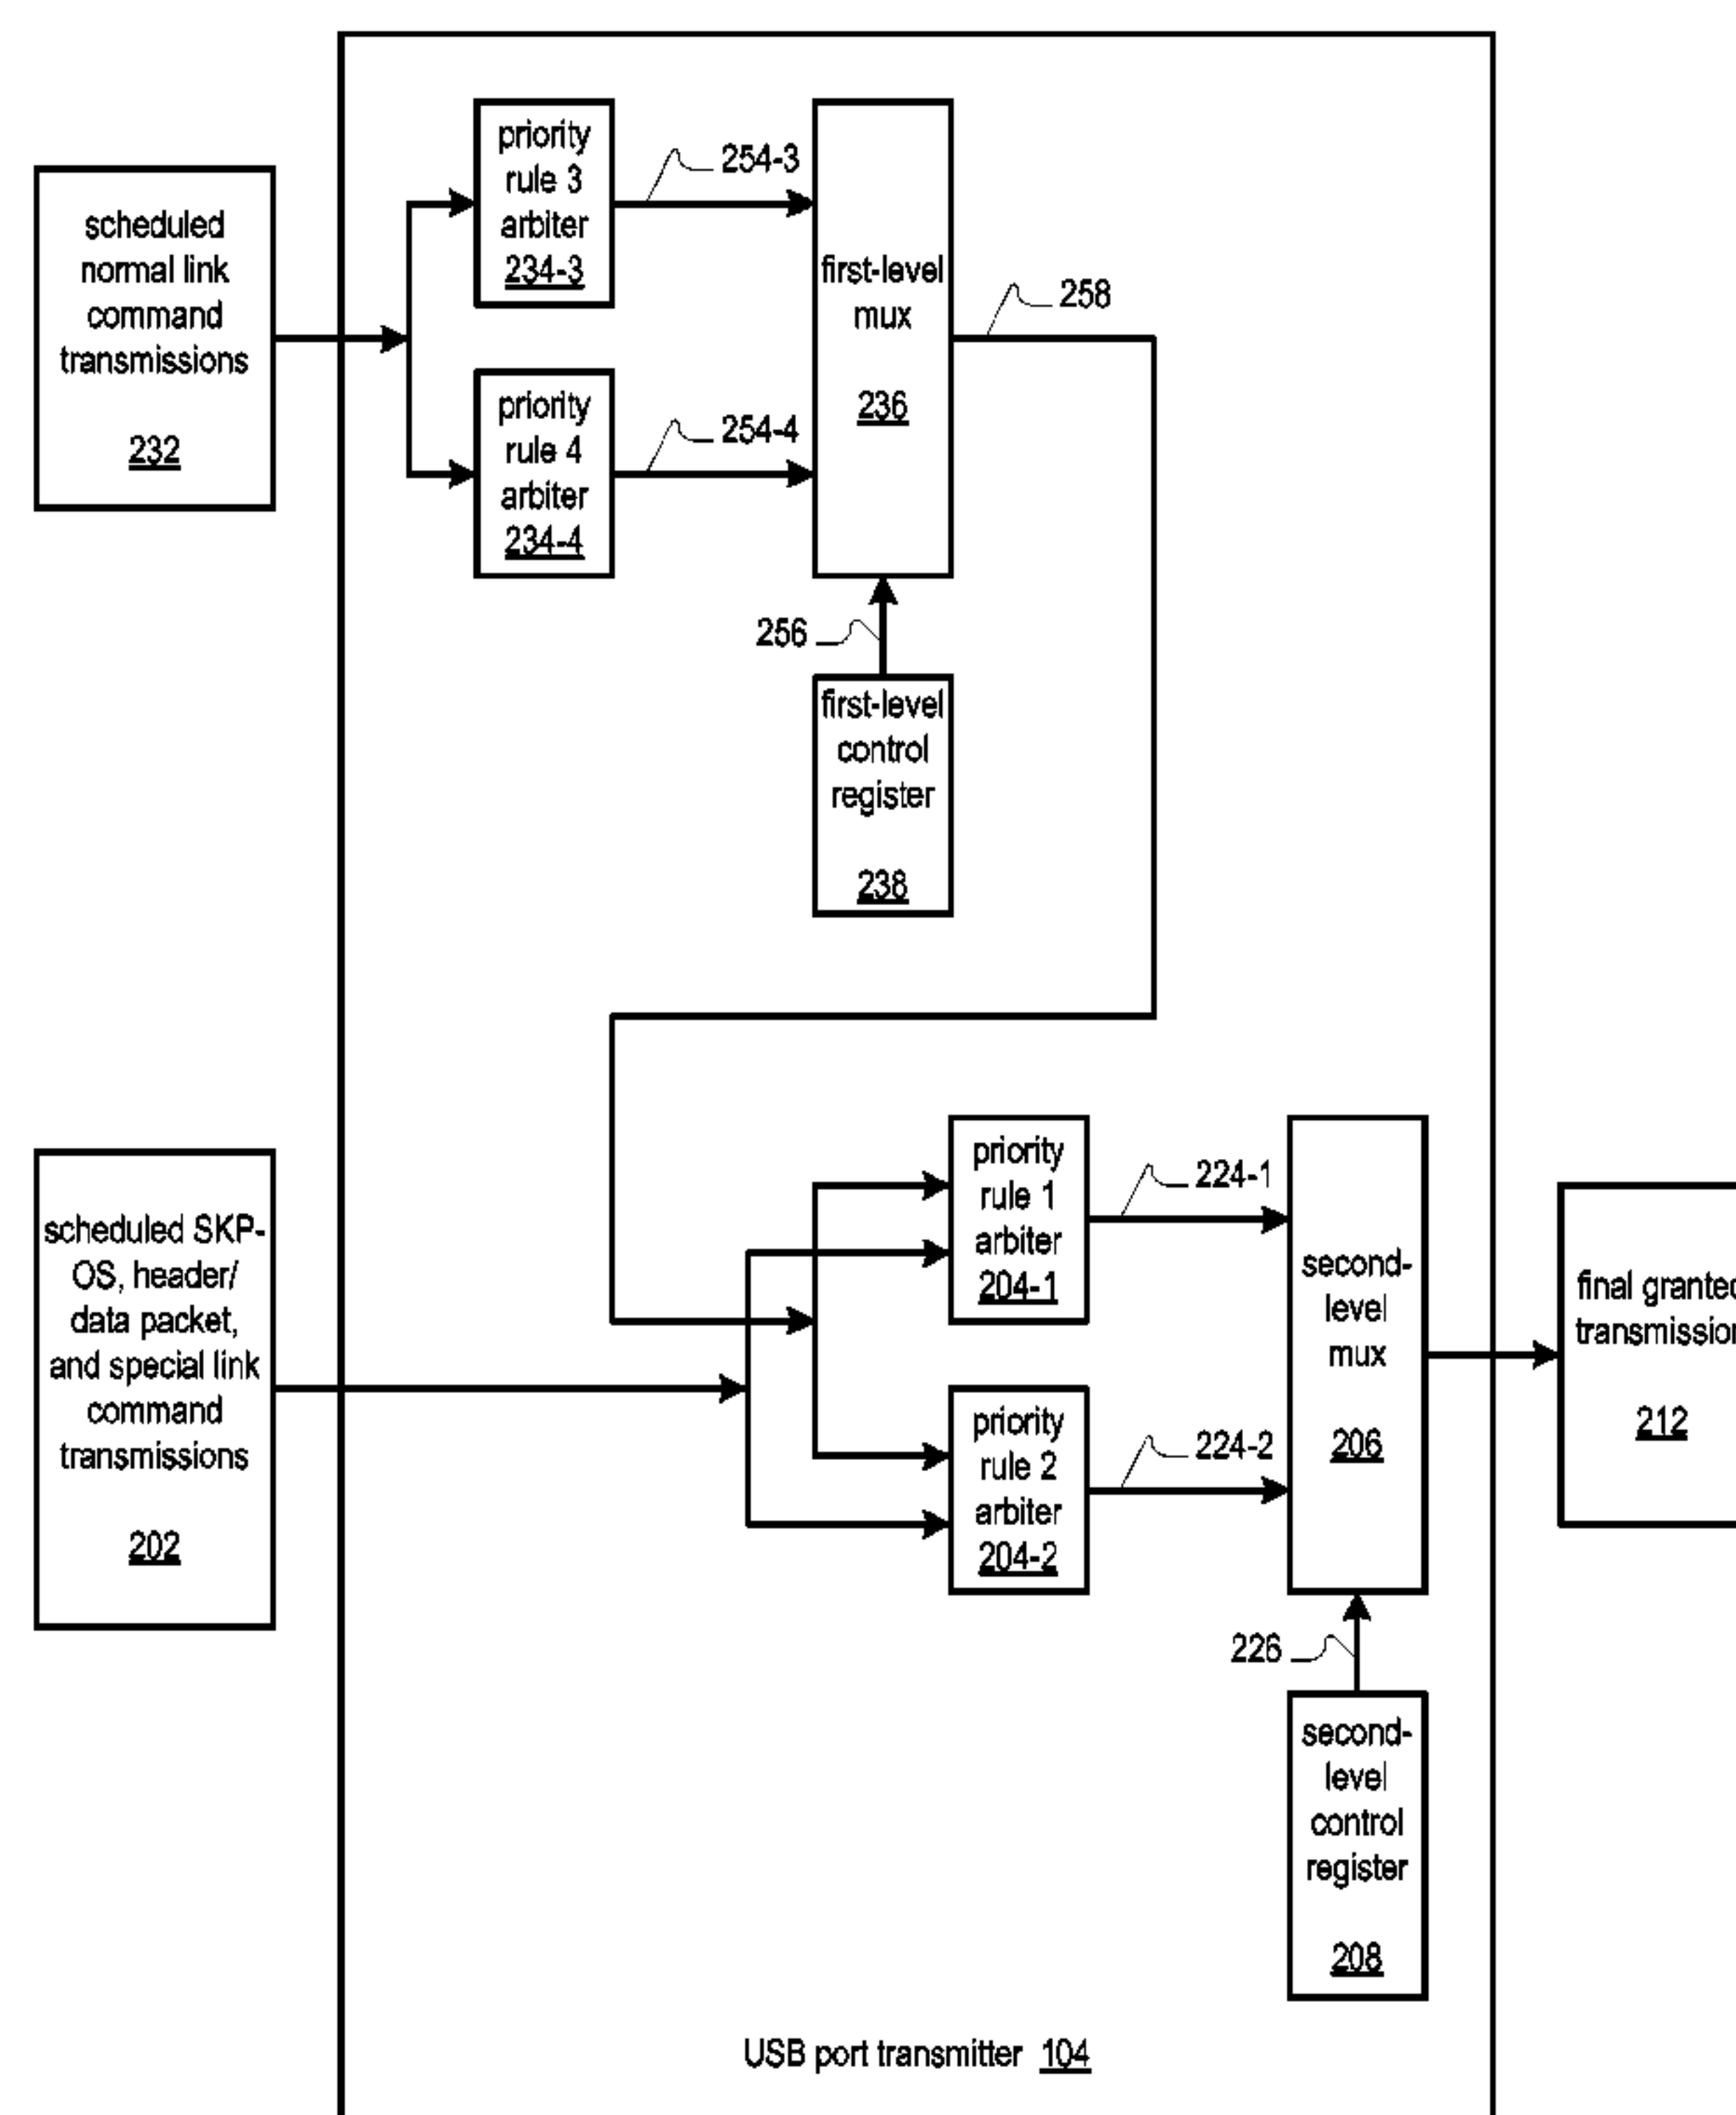 scheduled
normal link
command
transmissions
232
priority
rule 3
arbiter
234-3
254-3
priority
rule 4
arbiter
234-4
254-4
first-level
mux
236
258
256
first-level
control
register
238
scheduled SKP-
OS, header/
data packet,
and special link
command
transmissions
202
priority
rule 1
arbiter
204-1
224-1
priority
rule 2
arbiter
204-2
224-2
second-
level
mux
206
226
second-
level
control
register
208
final
212
USB port transmitter 104